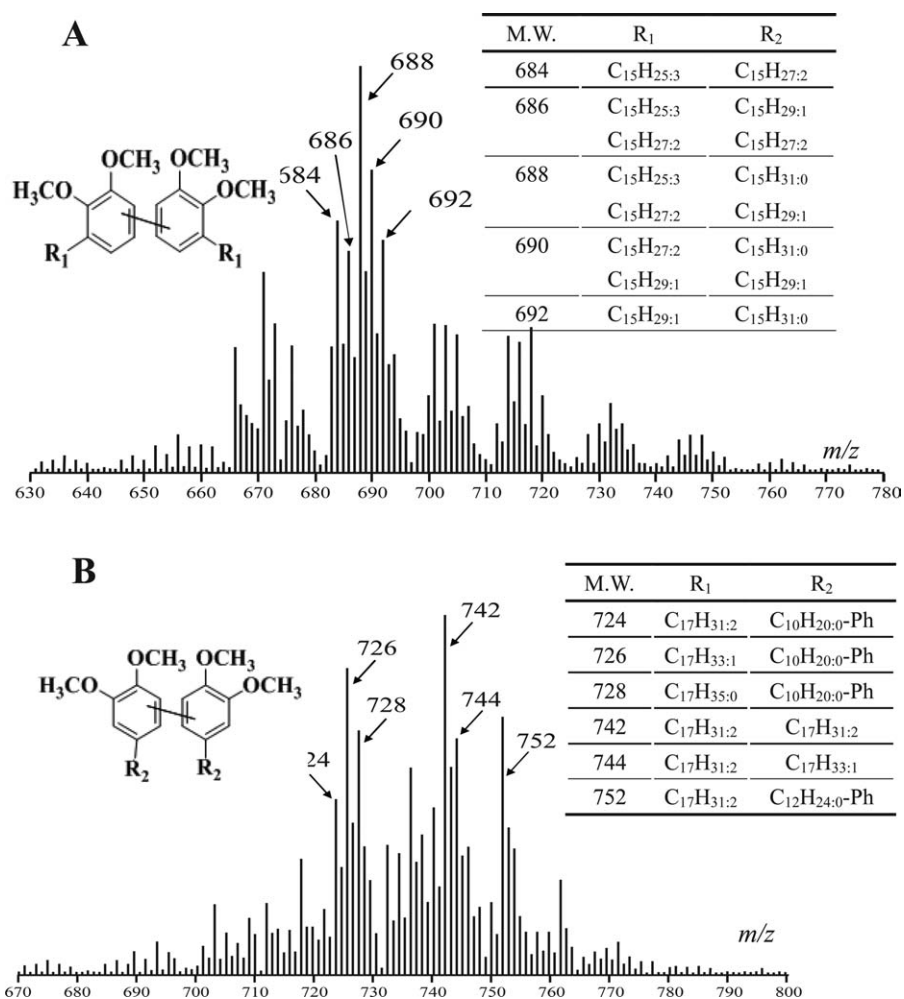 A
M.W. R₁ R₂
684 C₁₅H₂₅:₃ C₁₅H₂₇:₂
686 C₁₅H₂₅:₃ C₁₅H₂₉:₁
C₁₅H₂₇:₂ C₁₅H₂₇:₂
688 C₁₅H₂₅:₃ C₁₅H₃₁:₀
C₁₅H₂₇:₂ C₁₅H₂₉:₁
690 C₁₅H₂₇:₂ C₁₅H₃₁:₀
C₁₅H₂₉:₁ C₁₅H₂₉:₁
692 C₁₅H₂₉:₁ C₁₅H₃₁:₀
688
690
686
584
692
OCH₃ OCH₃
H₃CO OCH₃
R₁ R₁
m/z
630 640 650 660 670 680 690 700 710 720 730 740 750 760 770 780
B
M.W. R₁ R₂
724 C₁₇H₃₁:₂ C₁₀H₂₀:₀-Ph
726 C₁₇H₃₃:₁ C₁₀H₂₀:₀-Ph
728 C₁₇H₃₅:₀ C₁₀H₂₀:₀-Ph
742 C₁₇H₃₁:₂ C₁₇H₃₁:₂
744 C₁₇H₃₁:₂ C₁₇H₃₃:₁
752 C₁₇H₃₁:₂ C₁₂H₂₄:₀-Ph
742
726
728
744
752
24
OCH₃ OCH₃
H₃CO OCH₃
R₂ R₂
m/z
670 680 690 700 710 720 730 740 750 760 770 780 790 800